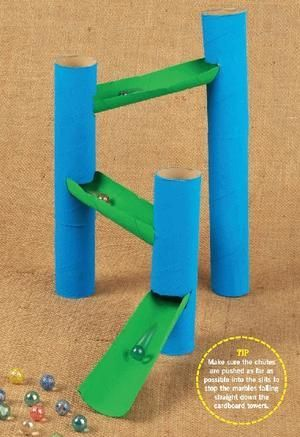 TIP
Make sure the chutes
are pushed as far as
possible into the slits to
stop the marbles falling
straight down the
cardboard towers.